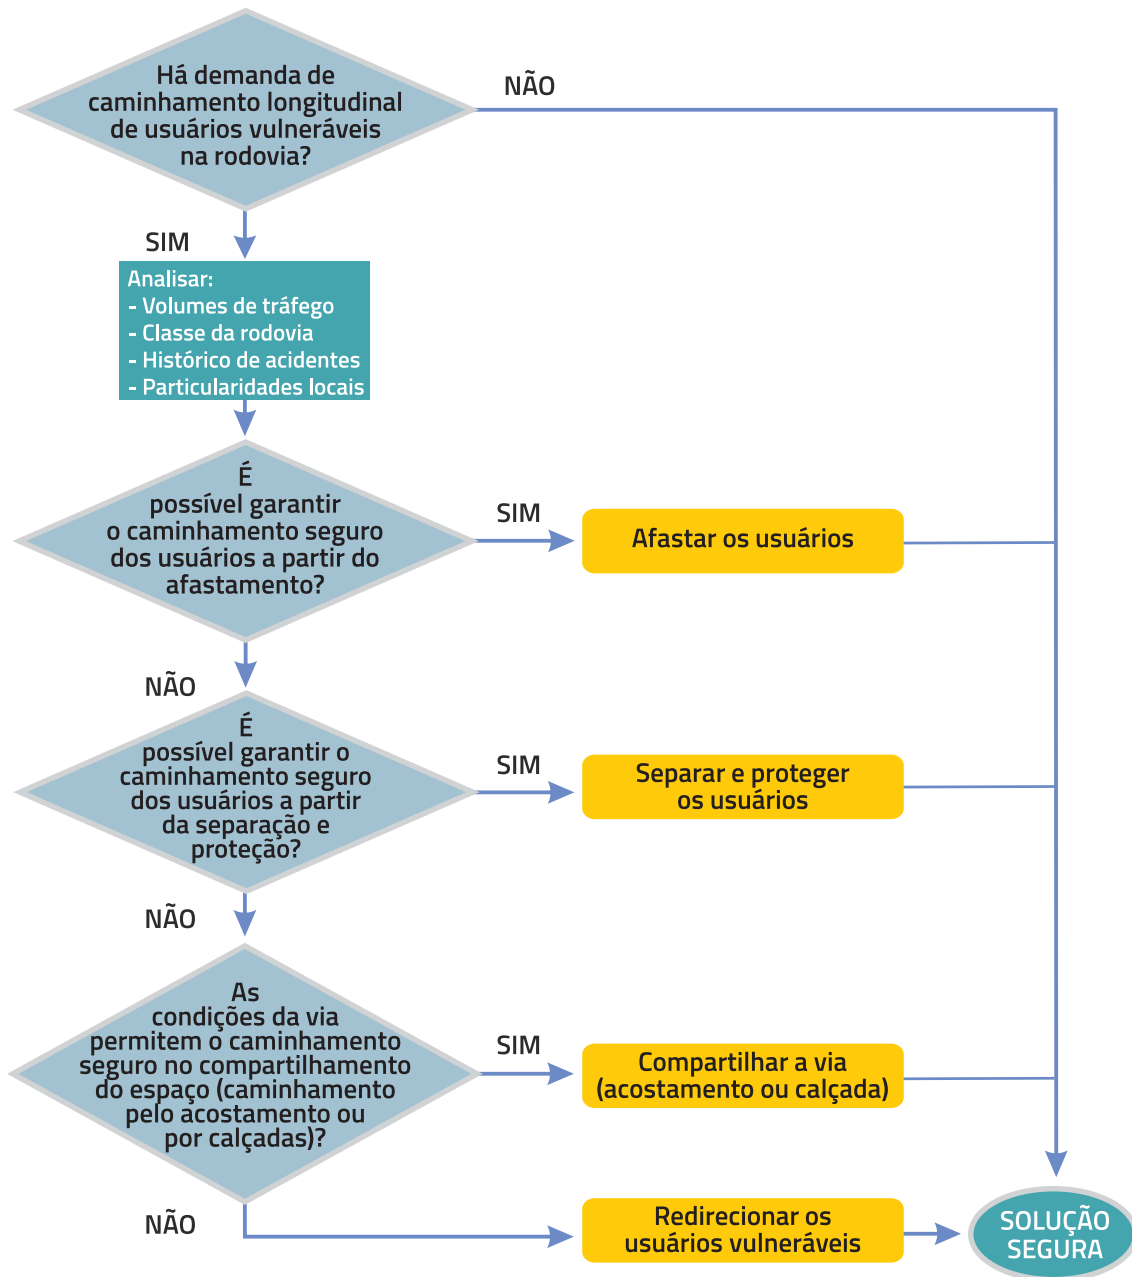 Há demanda de
caminhamento longitudinal
de usuários vulneráveis
na rodovia?
NÃO
SIM
Analisar:
- Volumes de tráfego
- Classe da rodovia
- Histórico de acidentes
- Particularidades locais
É
possível garantir
o caminhamento seguro
dos usuários a partir do
afastamento?
SIM
Afastar os usuários
NÃO
É
possível garantir o
caminhamento seguro
dos usuários a partir
da separação e
proteção?
SIM
Separar e proteger
os usuários
NÃO
As
condições da via
permitem o caminhamento
seguro no compartilhamento
do espaço (caminhamento
pelo acostamento ou
por calçadas)?
SIM
Compartilhar a via
(acostamento ou calçada)
NÃO
Redirecionar os
usuários vulneráveis
SOLUÇÃO
SEGURA